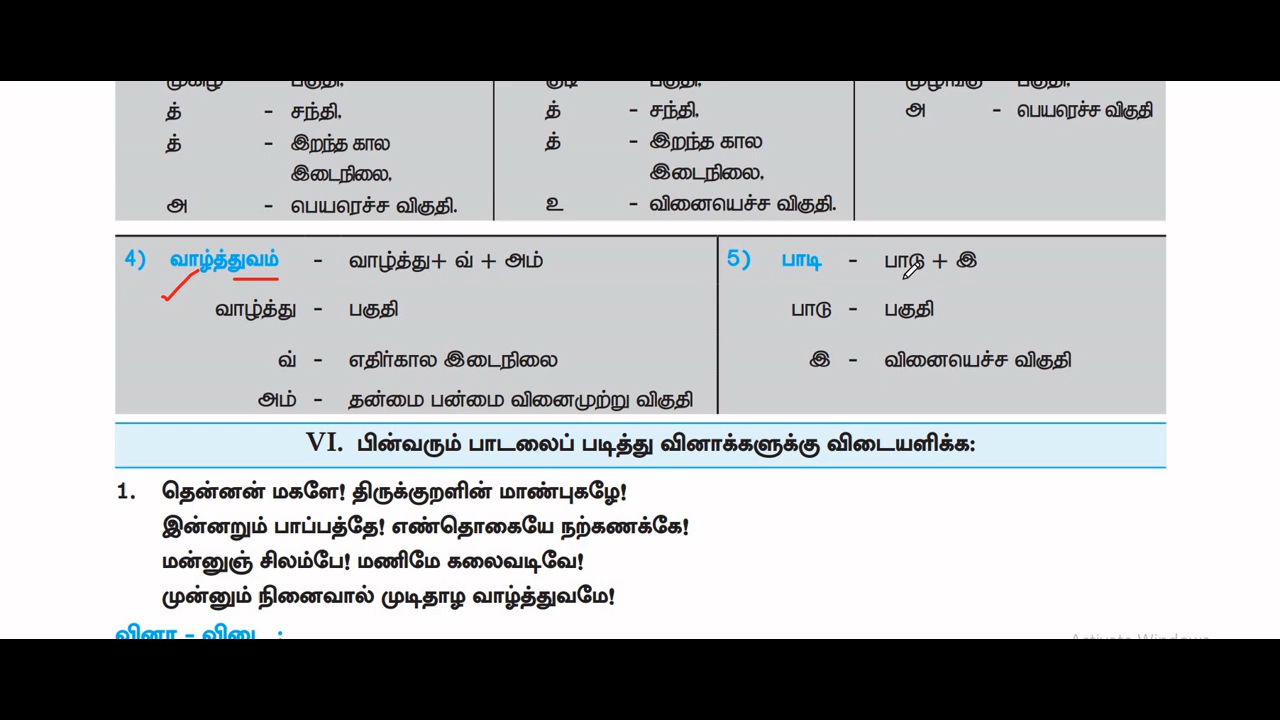 த் - சந்தி,
த் - இறந்த கால
இடைநிலை,
அ - பெயரெச்ச விகுதி.
த் - சந்தி,
த் - இறந்த கால
இடைநிலை,
உ - வினையெச்ச விகுதி.
அ - பெயரெச்ச விகுதி
4) வாழ்த்துவம் - வாழ்த்து+ வ் + அம்
வாழ்த்து - பகுதி
வ் - எதிர்கால இடைநிலை
அம் - தன்மை பன்மை வினைமுற்று விகுதி
5) பாடி - பாடு + இ
பாடு - பகுதி
இ - வினையெச்ச விகுதி
VI. பின்வரும் பாடலைப் படித்து வினாக்களுக்கு விடையளிக்க:
1. தென்னன் மகளே! திருக்குறளின் மாண்புகழே!
இன்னறும் பாப்பத்தே! எண்தொகையே நற்கணக்கே!
மன்னுஞ் சிலம்பே! மணிமே கலைவடிவே!
முன்னும் நினைவால் முடிதாழ வாழ்த்துவமே!
வினா - விடை :